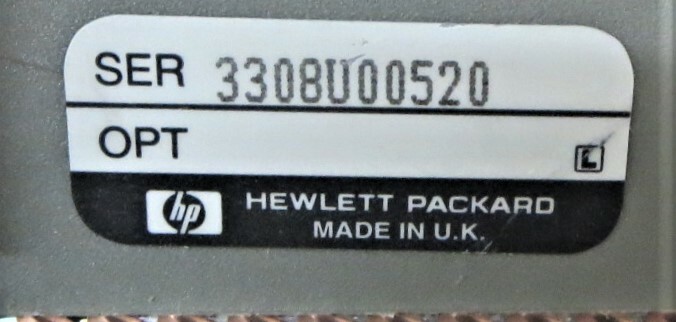 SER 3308U00520
OPT L
hp HEWLETT PACKARD
MADE IN U.K.